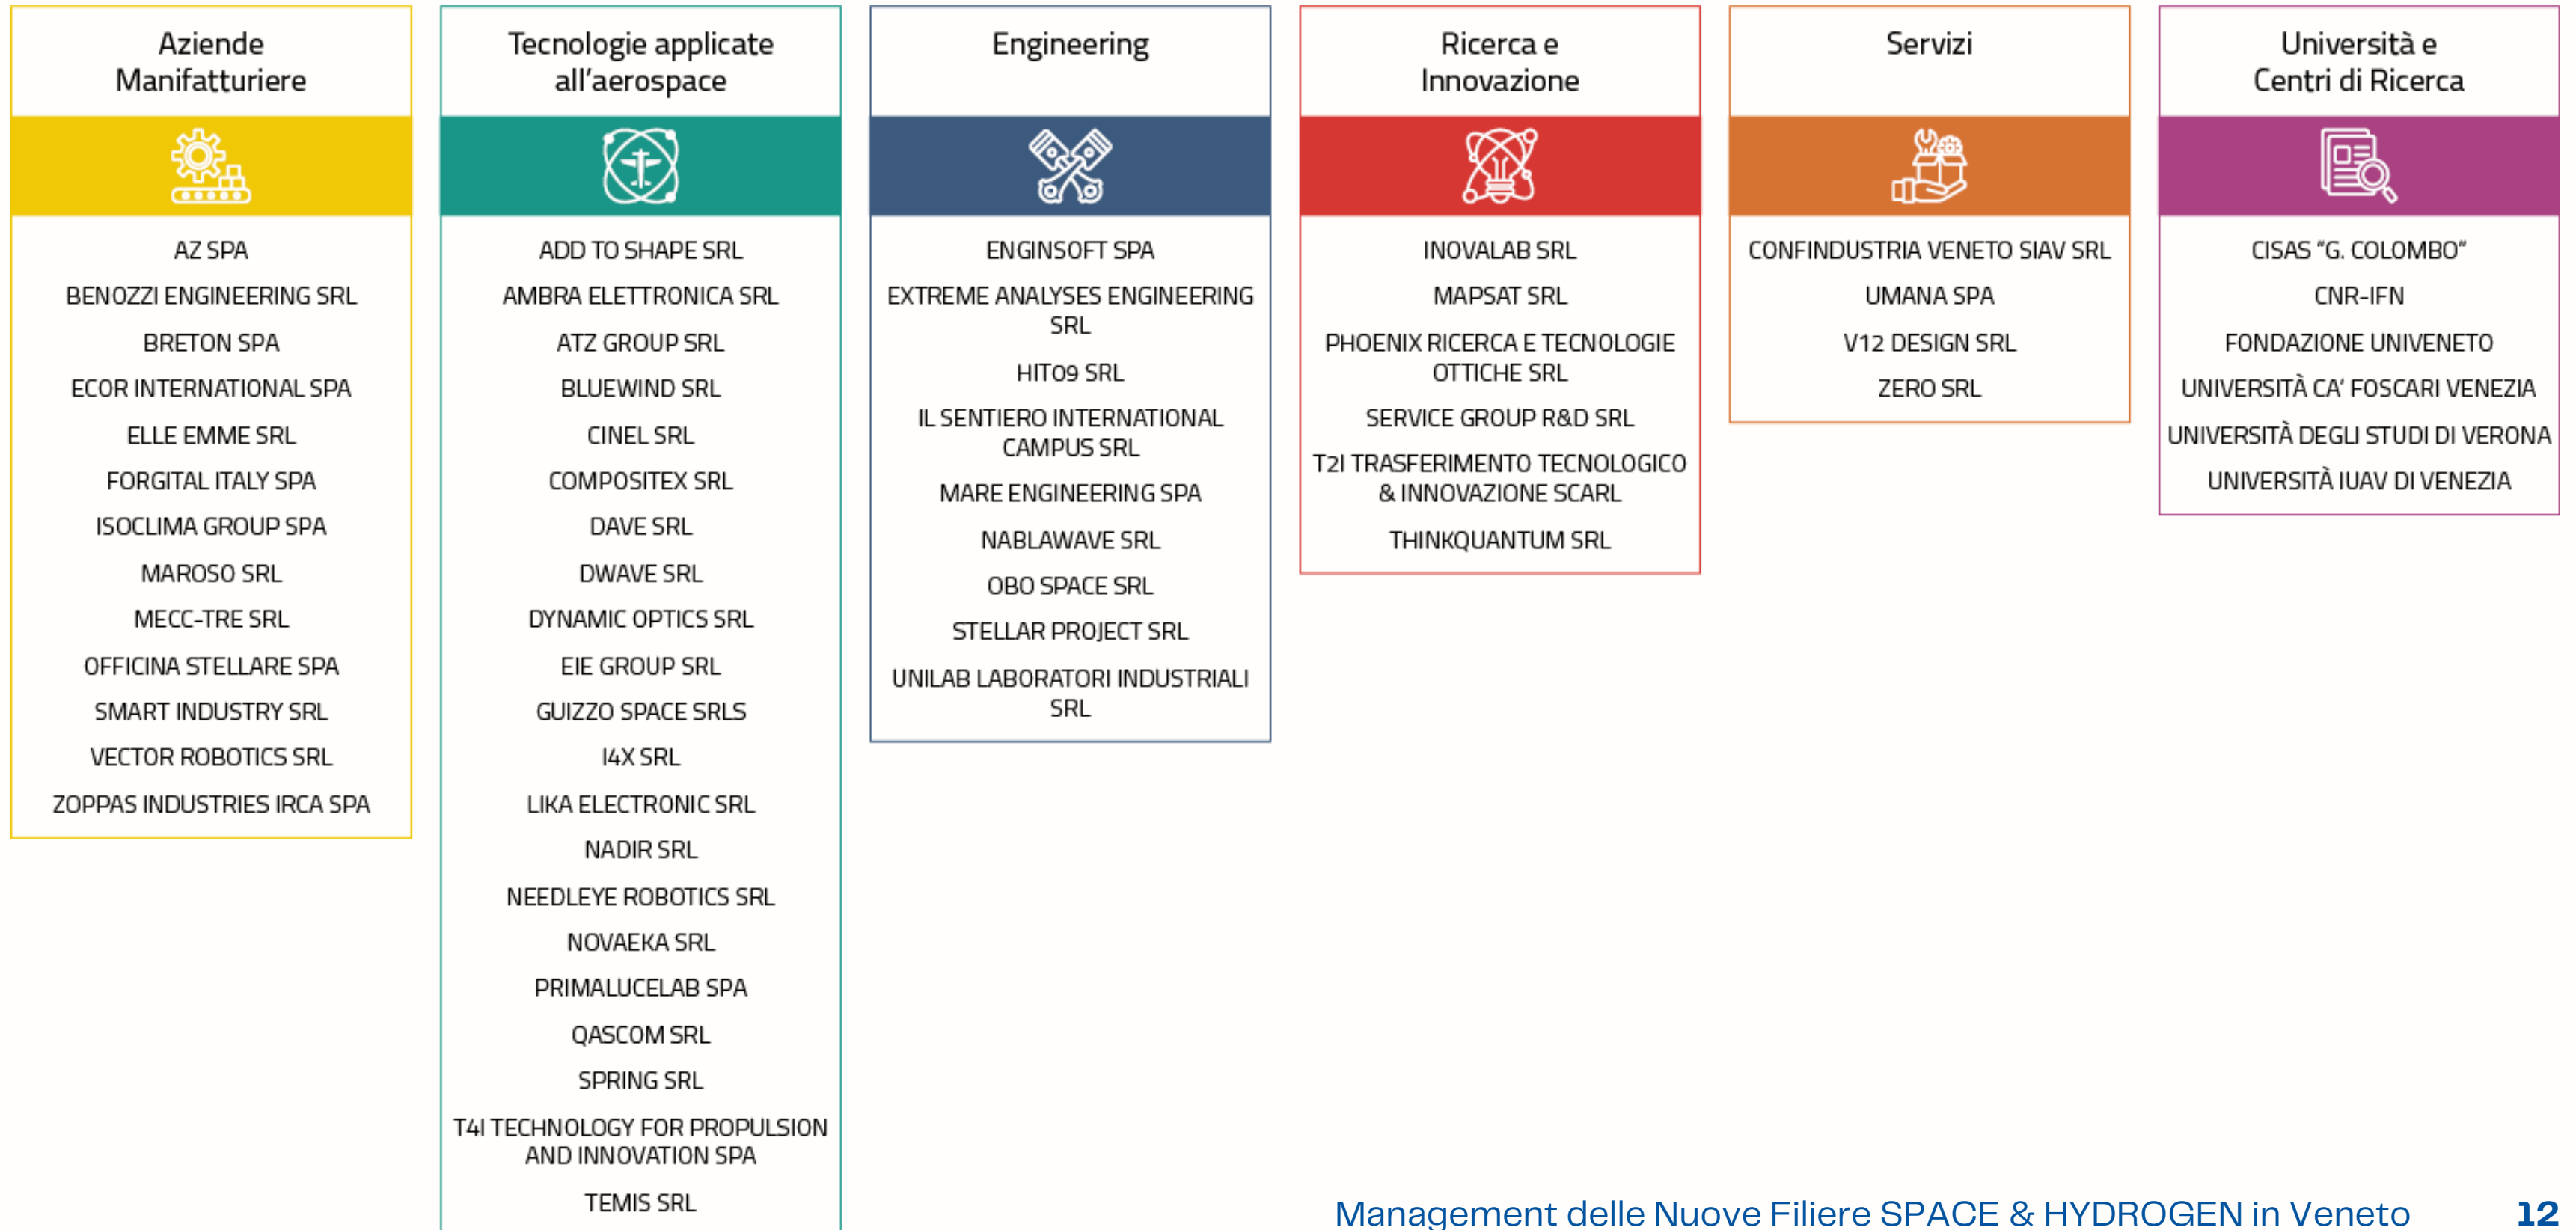 Aziende
Manifatturiere
AZ SPA
BENOZZI ENGINEERING SRL
BRETON SPA
ECOR INTERNATIONAL SPA
ELLE EMME SRL
FORGITAL ITALY SPA
ISOCLIMA GROUP SPA
MAROSO SRL
MECC-TRE SRL
OFFICINA STELLARE SPA
SMART INDUSTRY SRL
VECTOR ROBOTICS SRL
ZOPPAS INDUSTRIES IRCA SPA
Tecnologie applicate
all'aerospace
ADD TO SHAPE SRL
AMBRA ELETTRONICA SRL
ATZ GROUP SRL
BLUEWIND SRL
CINEL SRL
COMPOSITEX SRL
DAVE SRL
DWAVE SRL
DYNAMIC OPTICS SRL
EIE GROUP SRL
GUIZZO SPACE SRLS
I4X SRL
LIKA ELECTRONIC SRL
NADIR SRL
NEEDLEYE ROBOTICS SRL
NOVAEKA SRL
PRIMALUCELAB SPA
QASCOM SRL
SPRING SRL
T4I TECHNOLOGY FOR PROPULSION
AND INNOVATION SPA
TEMIS SRL
Engineering
ENGINSOFT SPA
EXTREME ANALYSES ENGINEERING
SRL
HIT09 SRL
IL SENTIERO INTERNATIONAL
CAMPUS SRL
MARE ENGINEERING SPA
NABLAWAVE SRL
OBO SPACE SRL
STELLAR PROJECT SRL
UNILAB LABORATORI INDUSTRIALI
SRL
Ricerca e
Innovazione
INOVALAB SRL
MAPSAT SRL
PHOENIX RICERCA E TECNOLOGIE
OTTICHE SRL
SERVICE GROUP R&D SRL
T2I TRASFERIMENTO TECNOLOGICO
& INNOVAZIONE SCARL
THINKQUANTUM SRL
Servizi
CONFINDUSTRIA VENETO SIAV SRL
UMANA SPA
V12 DESIGN SRL
ZERO SRL
Università e
Centri di Ricerca
CISAS "G. COLOMBO"
CNR-IFN
FONDAZIONE UNIVENETO
UNIVERSITÀ CA' FOSCARI VENEZIA
UNIVERSITÀ DEGLI STUDI DI VERONA
UNIVERSITÀ IUAV DI VENEZIA
Management delle Nuove Filiere SPACE & HYDROGEN in Veneto 12